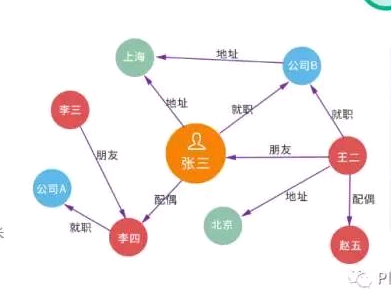 上海
地址
公司B
李三
地址
就职
就职
朋友
张三
朋友
王二
公司A
配偶
地址
配偶
就职
李四
北京
赵五